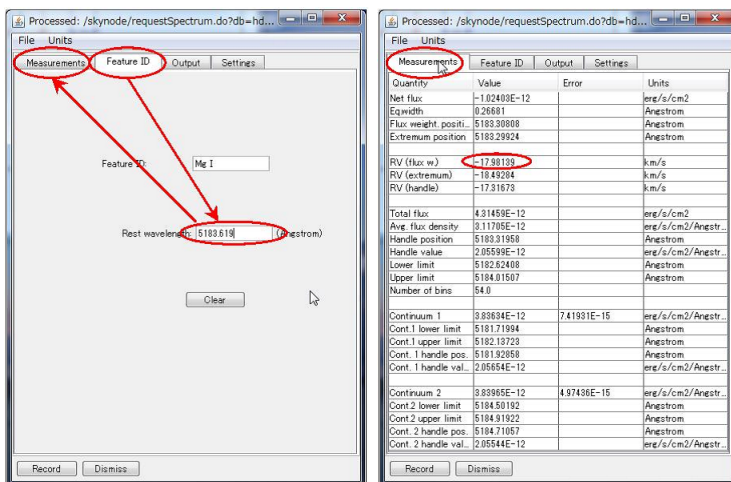 Processed: /skynode/requestSpectrum.do?db=hd...
File Units
Measurements Feature ID Output Settings
Feature ID: Mg I
Rest wavelength: 5183.619 (Angstrom)
Clear
Record Dismiss
Processed: /skynode/requestSpectrum.do?db=hd...
File Units
Measurements Feature ID Output Settings
Quantity Value Error Units
Net flux -1.02403E-12 erg/s/cm2
Eq.width 0.26681 Angstrom
Flux weight. positi... 5183.30808 Angstrom
Extremum position 5183.29924 Angstrom
RV (flux w.) -17.98139 km/s
RV (extremum) -18.49284 km/s
RV (handle) -17.31673 km/s
Total flux 4.31459E-12 erg/s/cm2
Avg. flux density 3.11705E-12 erg/s/cm2/Angstr...
Handle position 5183.31958 Angstrom
Handle value 2.05599E-12 erg/s/cm2/Angstr...
Lower limit 5182.62408 Angstrom
Upper limit 5184.01507 Angstrom
Number of bins 54.0
Continuum 1 3.83634E-12 7.41931E-15 erg/s/cm2/Angstr...
Cont.1 lower limit 5181.71994 Angstrom
Cont.1 upper limit 5182.13723 Angstrom
Cont. 1 handle pos. 5181.92858 Angstrom
Cont. 1 handle val... 2.05654E-12 erg/s/cm2/Angstr...
Continuum 2 3.83965E-12 4.97436E-15 erg/s/cm2/Angstr...
Cont.2 lower limit 5184.50192 Angstrom
Cont.2 upper limit 5184.91922 Angstrom
Cont. 2 handle pos. 5184.71057 Angstrom
Cont. 2 handle val... 2.05544E-12 erg/s/cm2/Angstr...
Record Dismiss